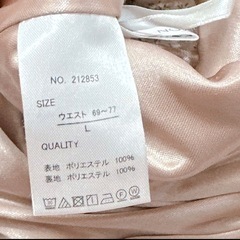 NO. 212853
SIZE
ウエスト 69〜77
L
QUALITY
表地 ポリエステル 100%
裏地 ポリエステル 100%